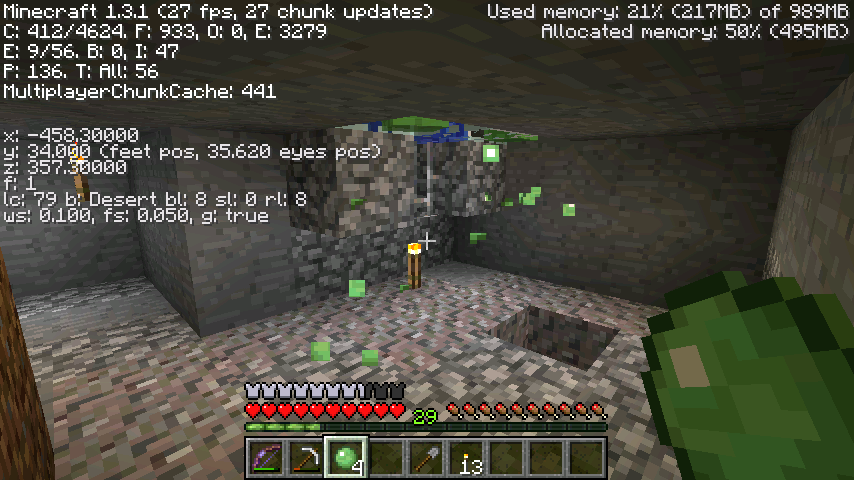 Minecraft 1.3.1 (27 fps, 27 chunk updates)
C: 412/4624. F: 933, O: 0, E: 3279
E: 9/56. B: 0, I: 47
P: 136. T: All: 56
MultiplayerChunkCache: 441
Used memory: 21% (217MB) of 989MB
Allocated memory: 50% (495MB)
x: -458.30000
y: 34.000 (feet pos, 35.620 eyes pos)
z: 357.30000
f: 1
lc: 79 b: Desert bl: 8 sl: 0 rl: 8
ws: 0.100, fs: 0.050, g: true
29
4
13